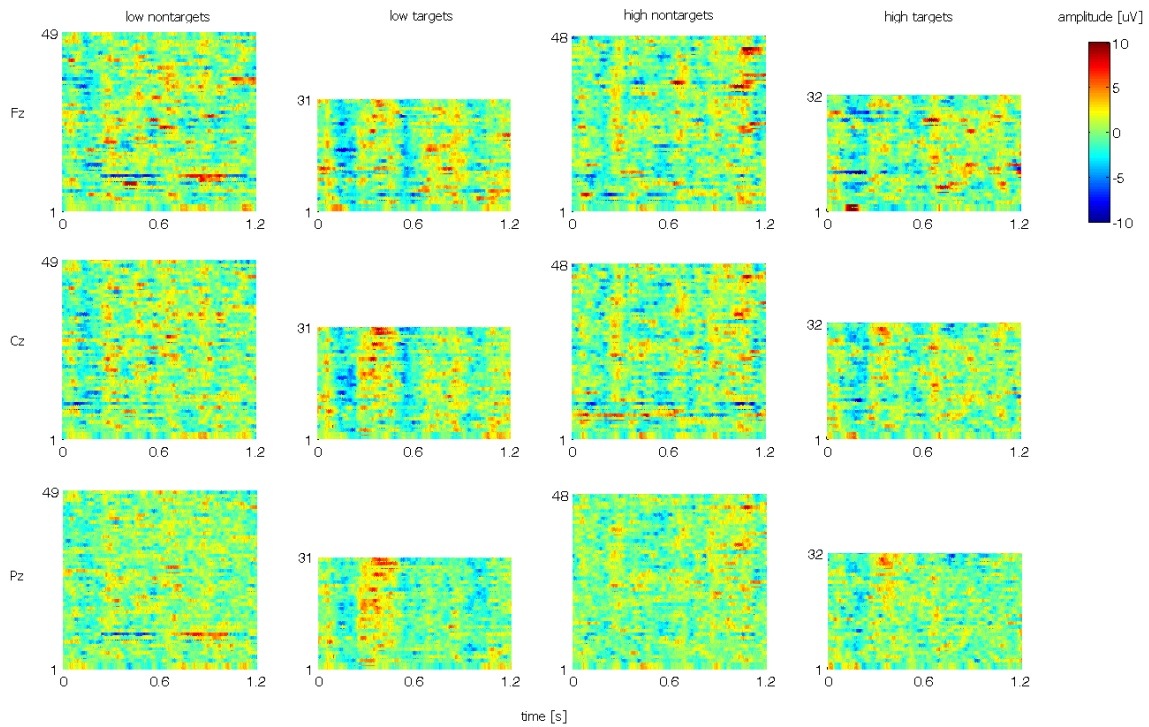 low nontargets low targets high nontargets high targets amplitude [uV]
49 48 10
31 32 5
Fz 0
-5
1 1 1 1 -10
0 0.6 1.2 0 0.6 1.2 0 0.6 1.2 0 0.6 1.2
49 48
31 32
Cz
1 1 1 1
0 0.6 1.2 0 0.6 1.2 0 0.6 1.2 0 0.6 1.2
49 48
31 32
Pz
1 1 1 1
0 0.6 1.2 0 0.6 1.2 0 0.6 1.2 0 0.6 1.2
time [s]